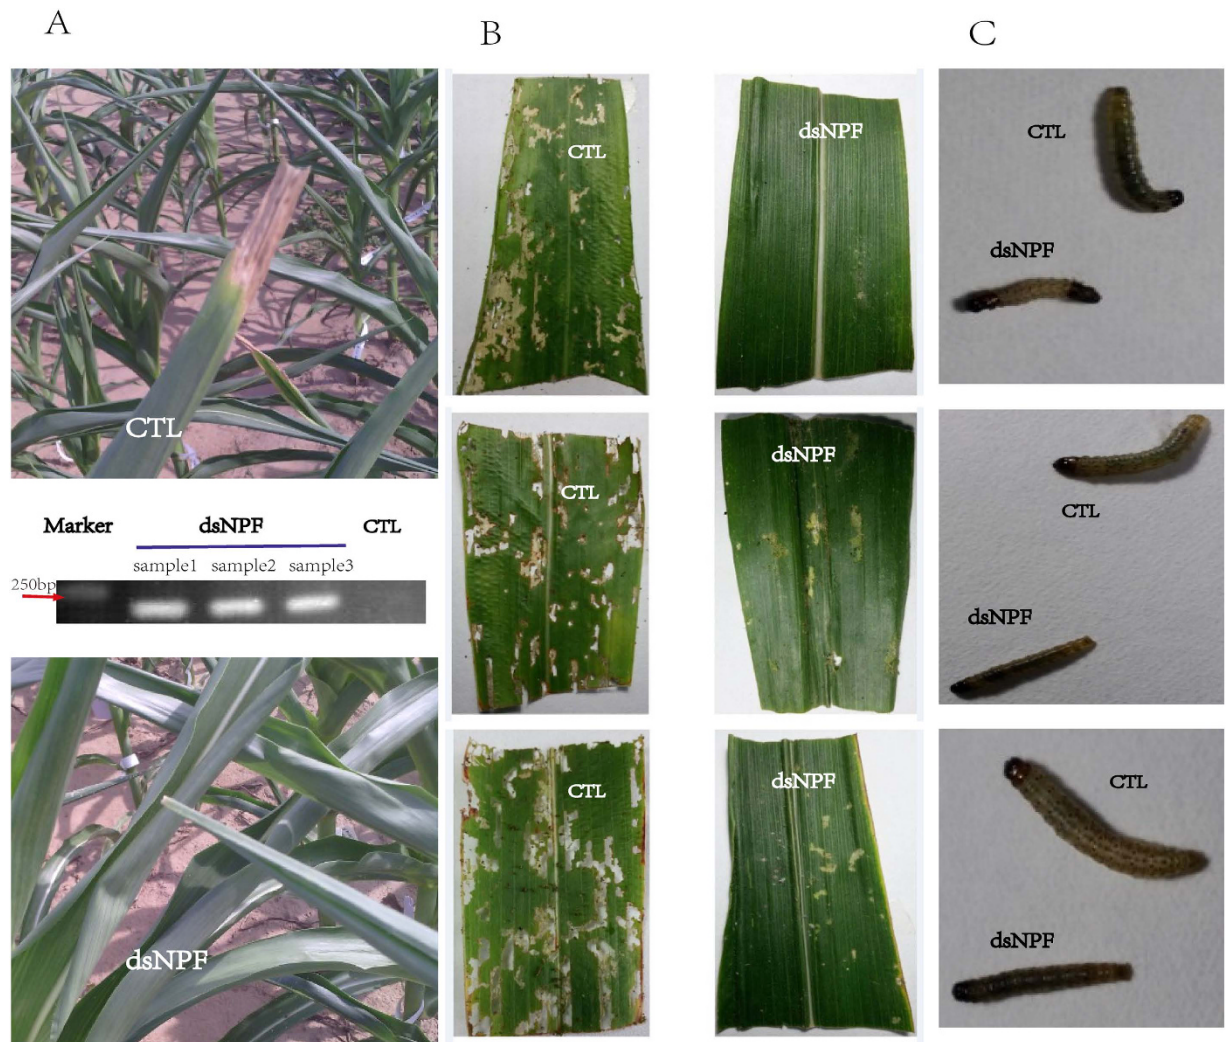 A
B
C
CTL
Marker
dsNPF
CTL
sample1
sample2
sample3
250bp
dsNPF
CTL
dsNPF
CTL
dsNPF
CTL
dsNPF
CTL
dsNPF
CTL
dsNPF
CTL
dsNPF